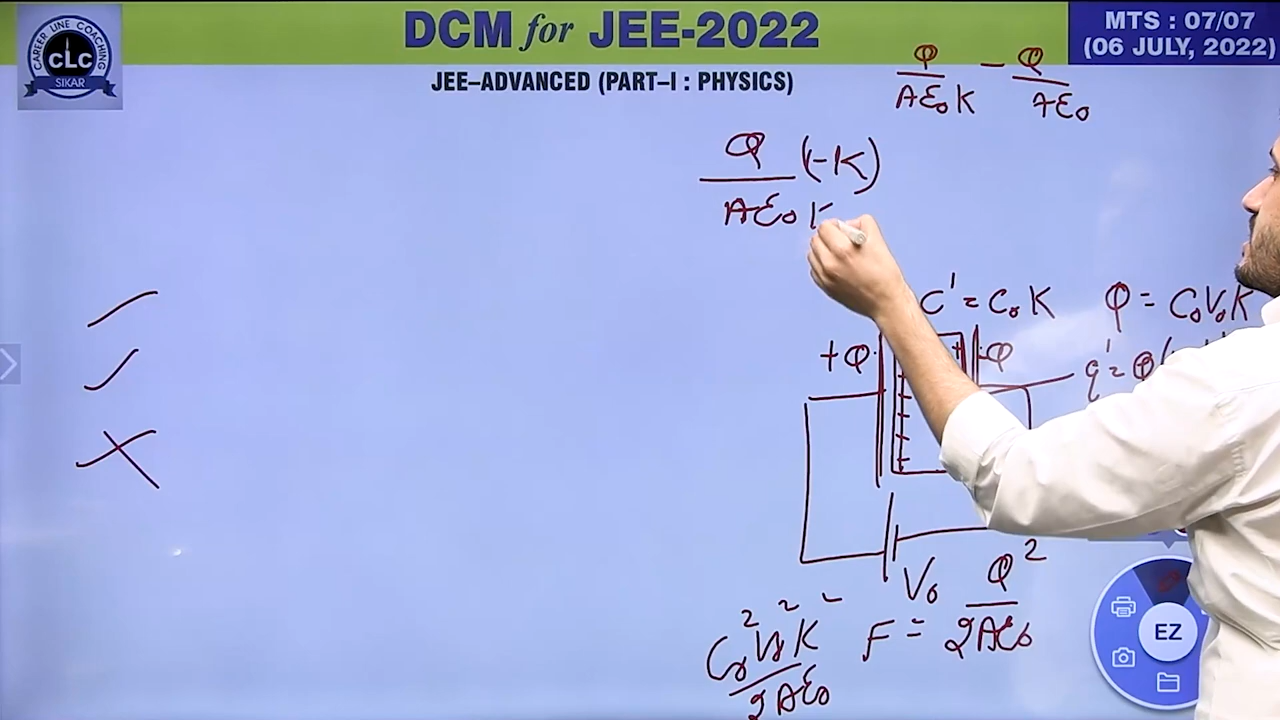 CAREER LINE COACHING
CLC
SIKAR
DCM for JEE-2022
MTS : 07/07
(06 JULY, 2022)
JEE–ADVANCED (PART–I : PHYSICS)
Q/Aε₀K − Q/Aε₀
Q/Aε₀K (1-K)
C' = C₀K
Q = C₀V₀K
+Q
-Q
q' = Q(
V₀
C₀²V₀²K²/2Aε₀
F = Q²/2Aε₀
EZ